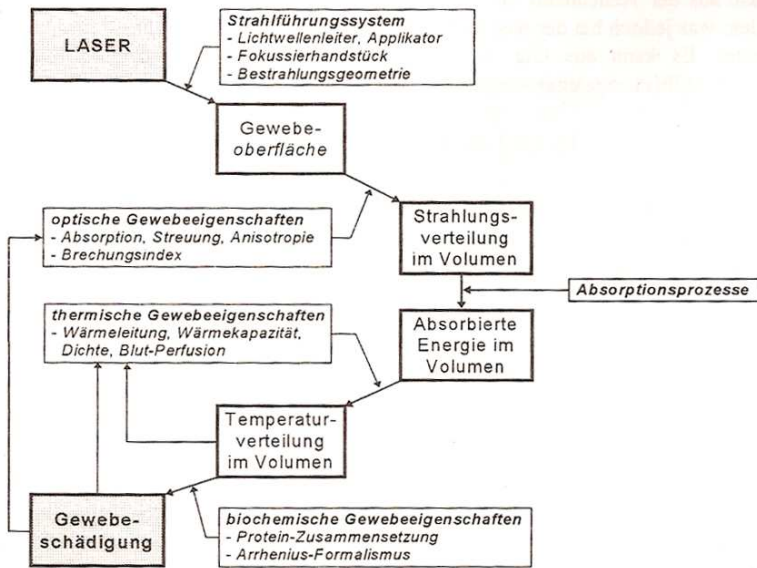 LASER
Strahlführungssystem
- Lichtwellenleiter, Applikator
- Fokussierhandstück
- Bestrahlungsgeometrie
Gewebe-
oberfläche
optische Gewebeeigenschaften
- Absorption, Streuung, Anisotropie
- Brechungsindex
Strahlungs-
verteilung
im Volumen
Absorptionsprozesse
thermische Gewebeeigenschaften
- Wärmeleitung, Wärmekapazität,
Dichte, Blut-Perfusion
Absorbierte
Energie im
Volumen
Temperatur-
verteilung
im Volumen
Gewebe-
schädigung
biochemische Gewebeeigenschaften
- Protein-Zusammensetzung
- Arrhenius-Formalismus